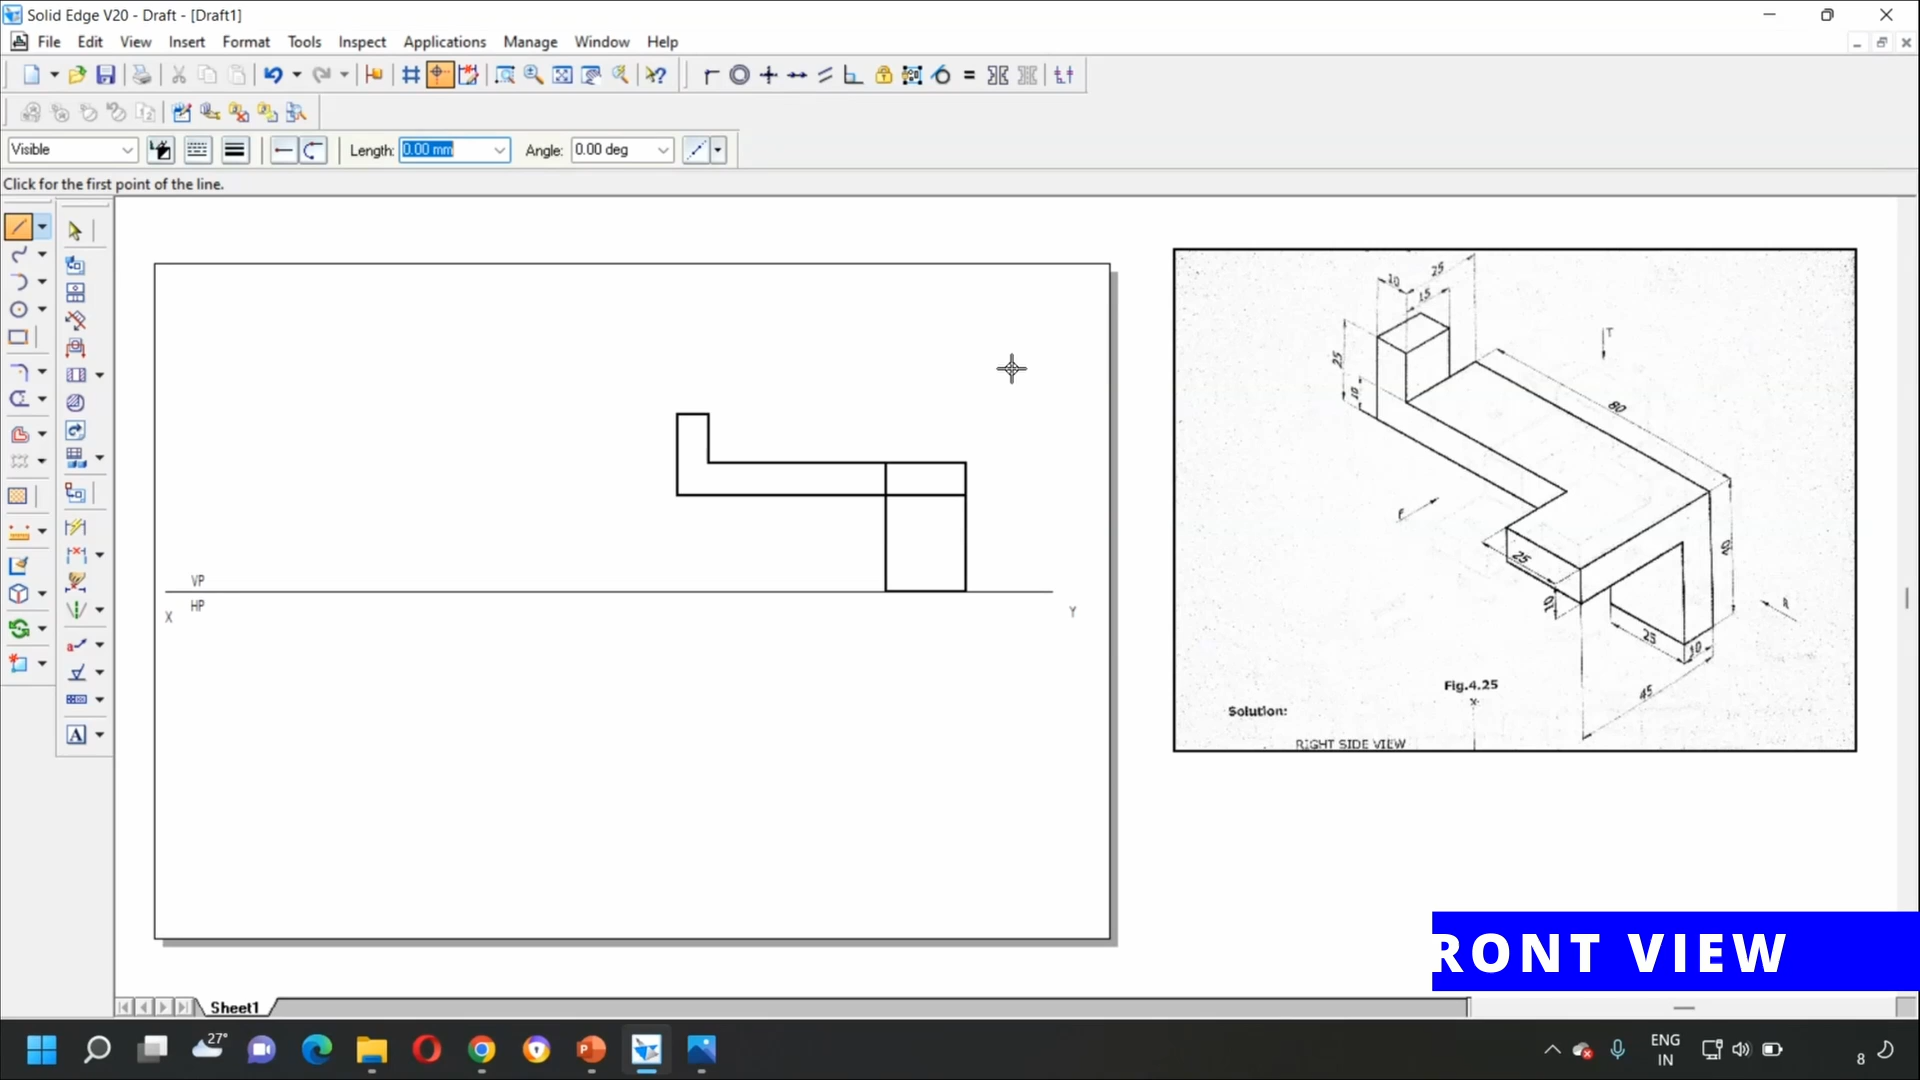 Solid Edge V20 - Draft - [Draft1]
File Edit View Insert Format Tools Inspect Applications Manage Window Help
Visible Length: 0.00 mm Angle: 0.00 deg
Click for the first point of the line.
VP
HP
X
Y
10
25
15
25
10
T
80
F
25
10
40
R
25
10
45
Fig.4.25
x
Solution:
RIGHT SIDE VIEW
RONT VIEW
Sheet1
27°
ENG
IN
8